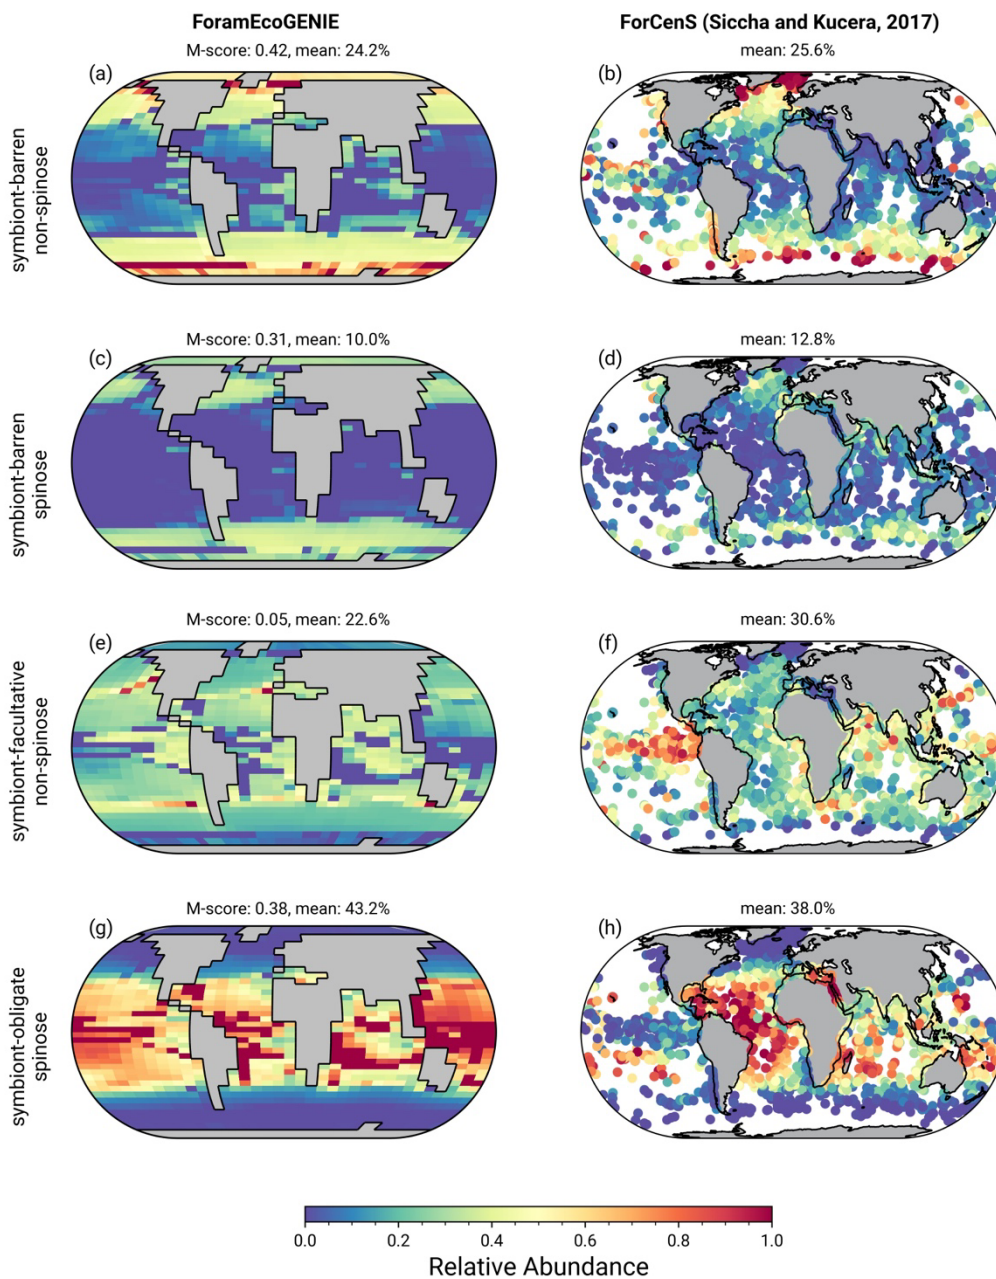 ForamEcoGENIE
ForCenS (Siccha and Kucera, 2017)
M-score: 0.42, mean: 24.2%
mean: 25.6%
(a)
(b)
symbiont-barren
non-spinose
M-score: 0.31, mean: 10.0%
mean: 12.8%
(c)
(d)
symbiont-barren
spinose
M-score: 0.05, mean: 22.6%
mean: 30.6%
(e)
(f)
symbiont-facultative
non-spinose
M-score: 0.38, mean: 43.2%
mean: 38.0%
(g)
(h)
symbiont-obligate
spinose
0.0 0.2 0.4 0.6 0.8 1.0
Relative Abundance